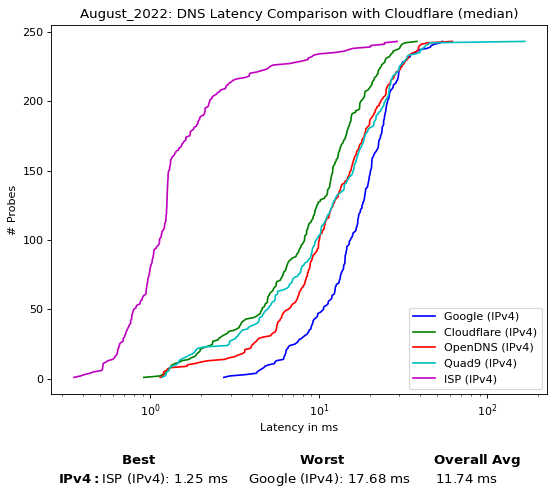 August_2022: DNS Latency Comparison with Cloudflare (median)
250
200
150
100
50
0
# Probes
Google (IPv4)
Cloudflare (IPv4)
OpenDNS (IPv4)
Quad9 (IPv4)
ISP (IPv4)
10⁰ 10¹ 10²
Latency in ms
Best Worst Overall Avg
IPv4: ISP (IPv4): 1.25 ms Google (IPv4): 17.68 ms 11.74 ms